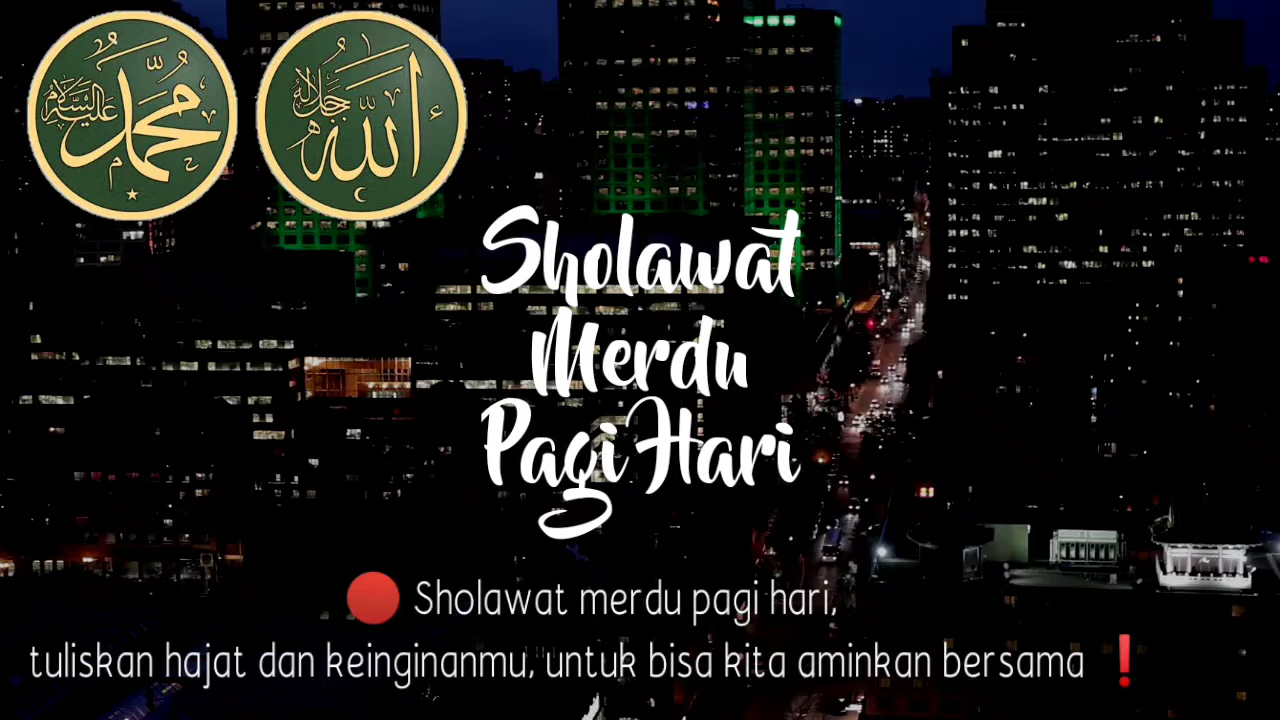 محمد عليه السلام
الله جل جلاله
Sholawat
Merdu
Pagi Hari
🔴 Sholawat merdu pagi hari,
tuliskan hajat dan keinginanmu, untuk bisa kita aminkan bersama ❗